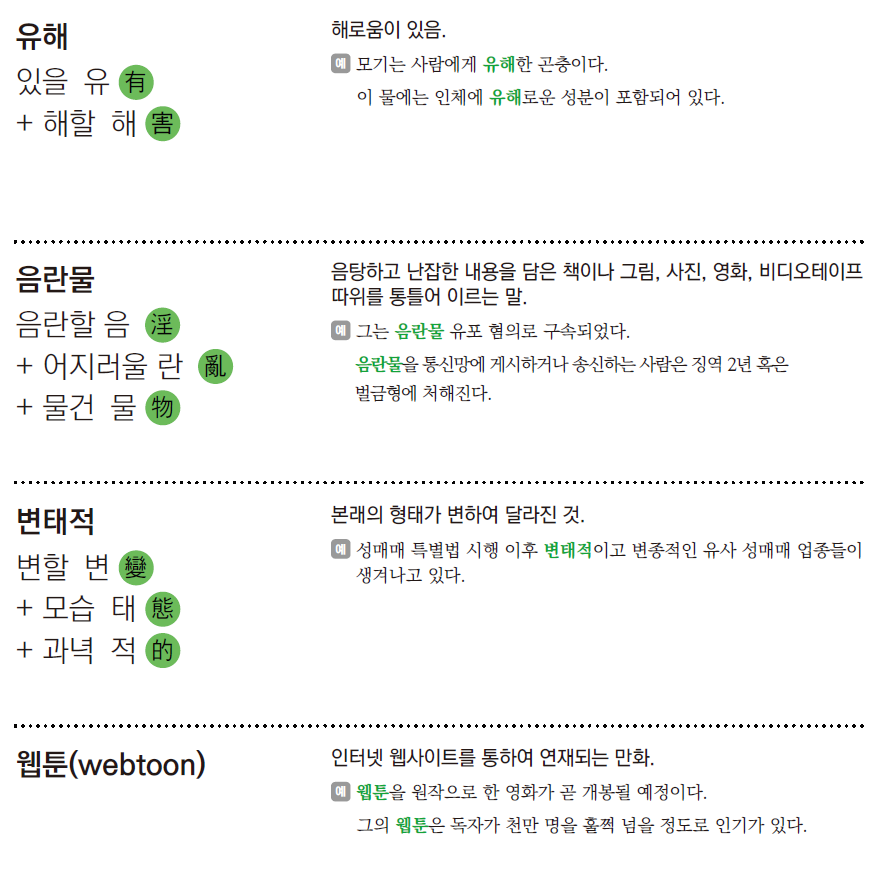 유해
있을 유 有
+ 해할 해 害
해로움이 있음.
예 모기는 사람에게 유해한 곤충이다.
이 물에는 인체에 유해로운 성분이 포함되어 있다.
음란물
음란할 음 淫
+ 어지러울 란 亂
+ 물건 물 物
음탕하고 난잡한 내용을 담은 책이나 그림, 사진, 영화, 비디오테이프
따위를 통틀어 이르는 말.
예 그는 음란물 유포 혐의로 구속되었다.
음란물을 통신망에 게시하거나 송신하는 사람은 징역 2년 혹은
벌금형에 처해진다.
변태적
변할 변 變
+ 모습 태 態
+ 과녁 적 的
본래의 형태가 변하여 달라진 것.
예 성매매 특별법 시행 이후 변태적이고 변종적인 유사 성매매 업종들이
생겨나고 있다.
웹툰(webtoon)
인터넷 웹사이트를 통하여 연재되는 만화.
예 웹툰을 원작으로 한 영화가 곧 개봉될 예정이다.
그의 웹툰은 독자가 천만 명을 훌쩍 넘을 정도로 인기가 있다.